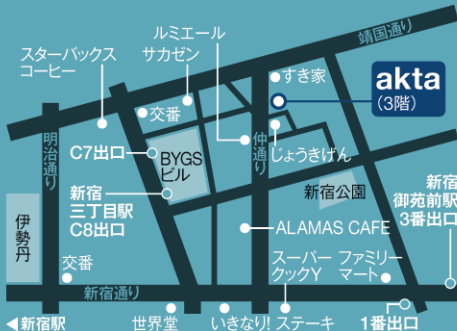 ルミエール
靖国通り
スターバックス
コーヒー
サカゼン
すき家
akta
(3階)
交番
明治通り
C7出口
BYGS
ビル
仲通り
じょうきげん
新宿
三丁目駅
C8出口
新宿公園
新宿
御苑前駅
3番出口
伊勢丹
ALAMAS CAFE
交番
スーパー
クックY
ファミリー
マート
新宿通り
◀新宿駅
世界堂
いきなり!ステーキ
1番出口